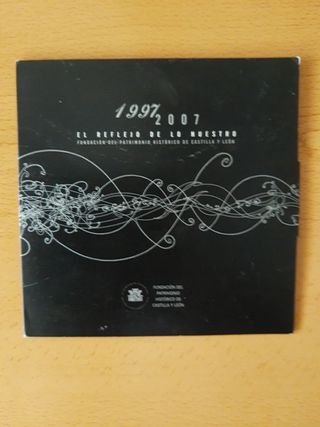 1997
2007
EL REFLEJO DE LO NUESTRO
FUNDACIÓN DEL PATRIMONIO HISTÓRICO DE CASTILLA Y LEÓN
FUNDACIÓN DEL
PATRIMONIO
HISTÓRICO DE
CASTILLA Y LEÓN